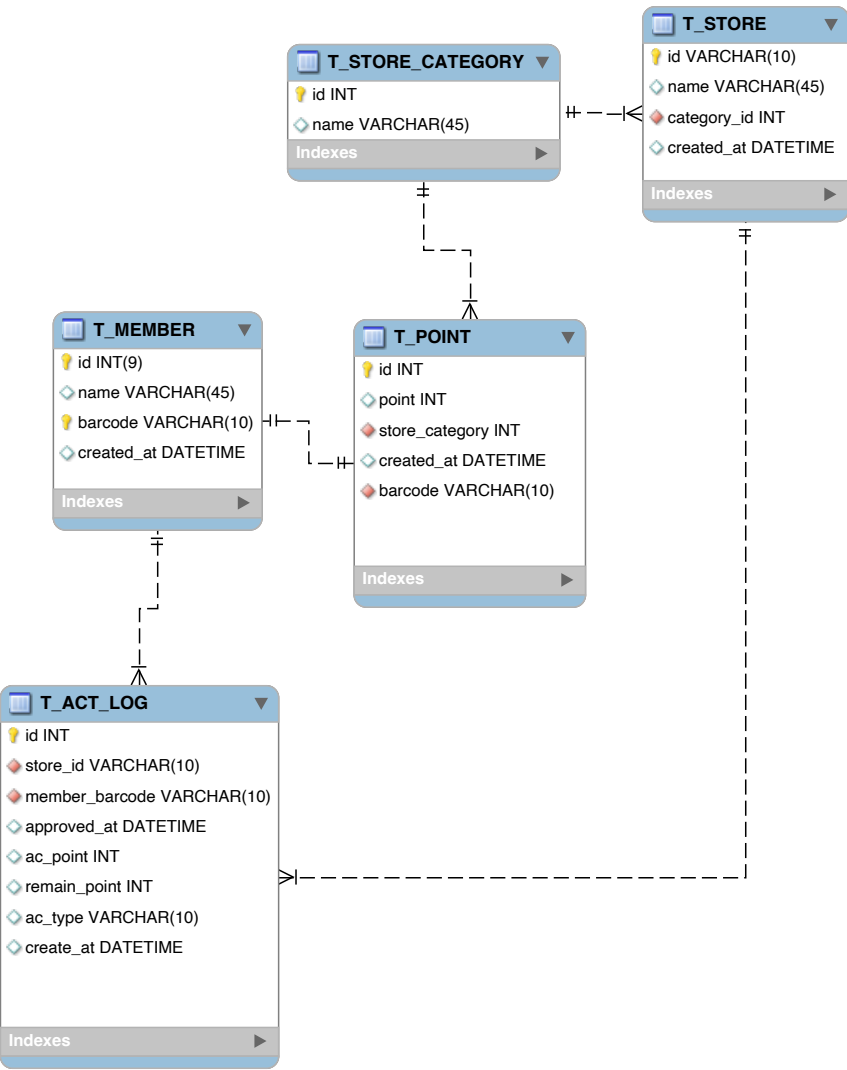 T_STORE
id VARCHAR(10)
name VARCHAR(45)
category_id INT
created_at DATETIME
Indexes
T_STORE_CATEGORY
id INT
name VARCHAR(45)
Indexes
T_MEMBER
id INT(9)
name VARCHAR(45)
barcode VARCHAR(10)
created_at DATETIME
Indexes
T_POINT
id INT
point INT
store_category INT
created_at DATETIME
barcode VARCHAR(10)
Indexes
T_ACT_LOG
id INT
store_id VARCHAR(10)
member_barcode VARCHAR(10)
approved_at DATETIME
ac_point INT
remain_point INT
ac_type VARCHAR(10)
create_at DATETIME
Indexes